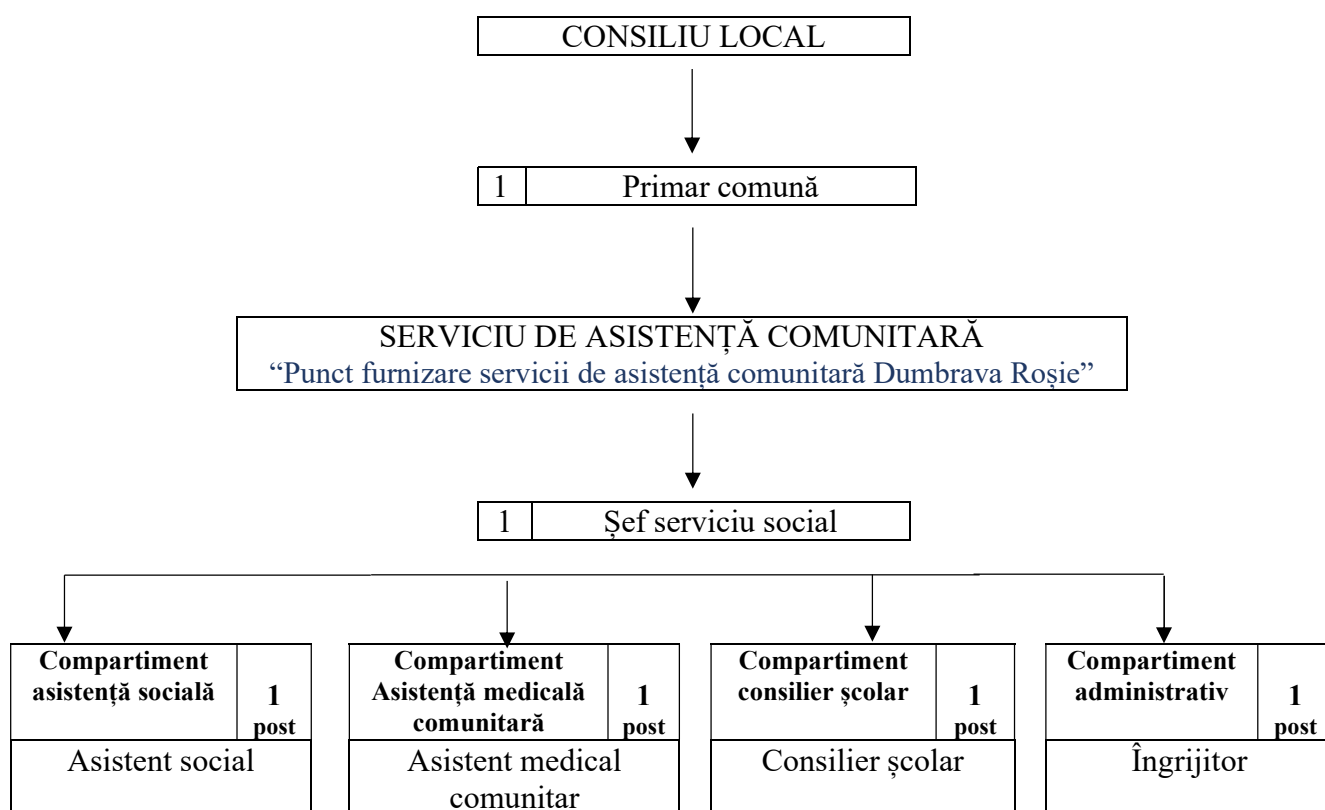 CONSILIU LOCAL
1 Primar comună
SERVICIU DE ASISTENȚĂ COMUNITARĂ
“Punct furnizare servicii de asistență comunitară Dumbrava Roșie”
1 Șef serviciu social
Compartiment
asistență socială
1
post
Asistent social
Compartiment
Asistență medicală
comunitară
1
post
Asistent medical
comunitar
Compartiment
consilier școlar
1
post
Consilier școlar
Compartiment
administrativ
1
post
Îngrijitor